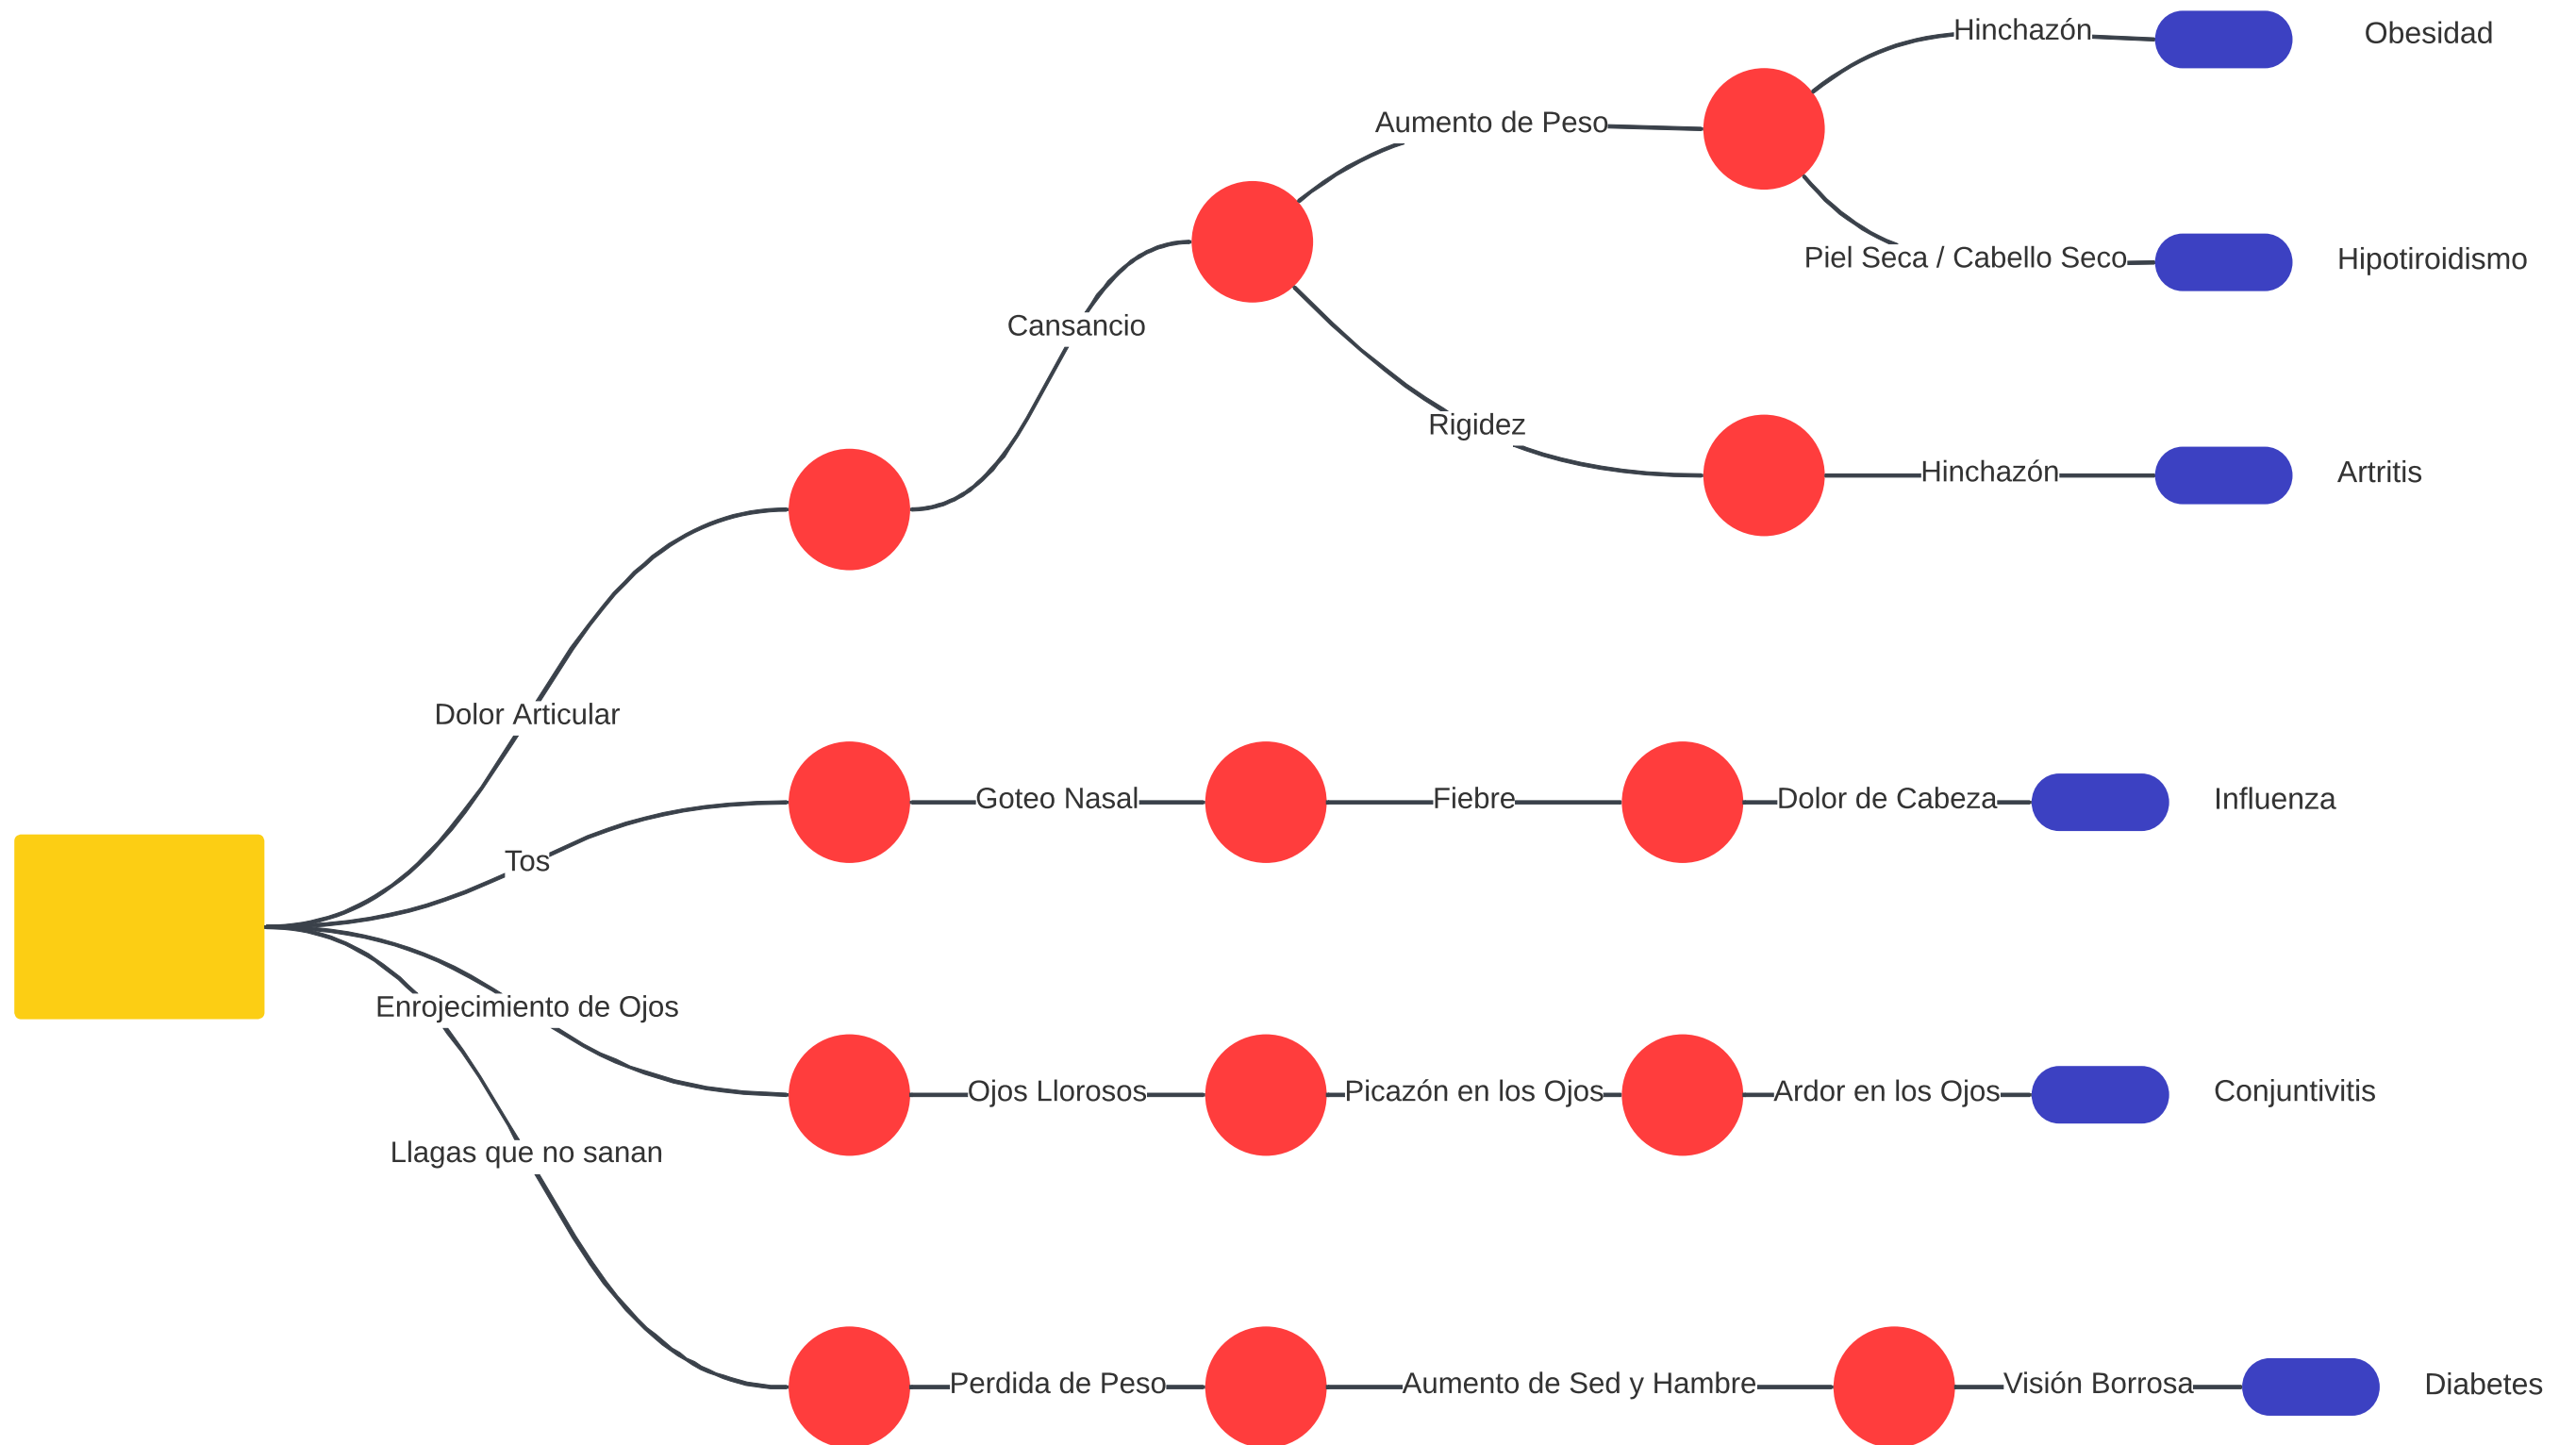 Hinchazón
Obesidad
Aumento de Peso
Piel Seca / Cabello Seco
Hipotiroidismo
Cansancio
Rigidez
Hinchazón
Artritis
Dolor Articular
Tos
Goteo Nasal
Fiebre
Dolor de Cabeza
Influenza
Enrojecimiento de Ojos
Ojos Llorosos
Picazón en los Ojos
Ardor en los Ojos
Conjuntivitis
Llagas que no sanan
Perdida de Peso
Aumento de Sed y Hambre
Visión Borrosa
Diabetes